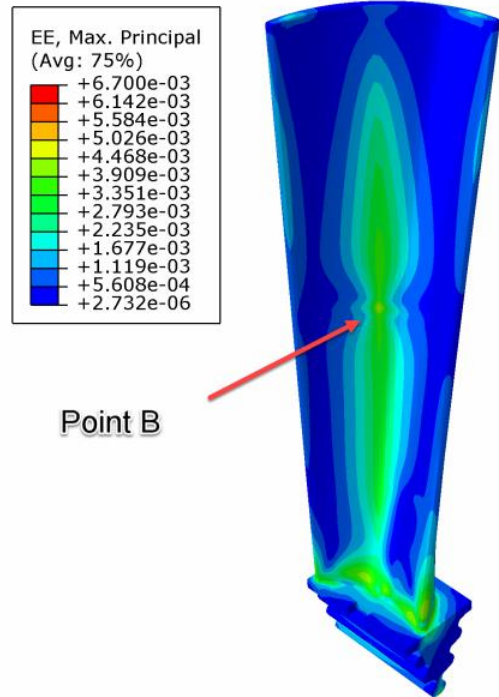 EE, Max. Principal
(Avg: 75%)
+6.700e-03
+6.142e-03
+5.584e-03
+5.026e-03
+4.468e-03
+3.909e-03
+3.351e-03
+2.793e-03
+2.235e-03
+1.677e-03
+1.119e-03
+5.608e-04
+2.732e-06
Point B